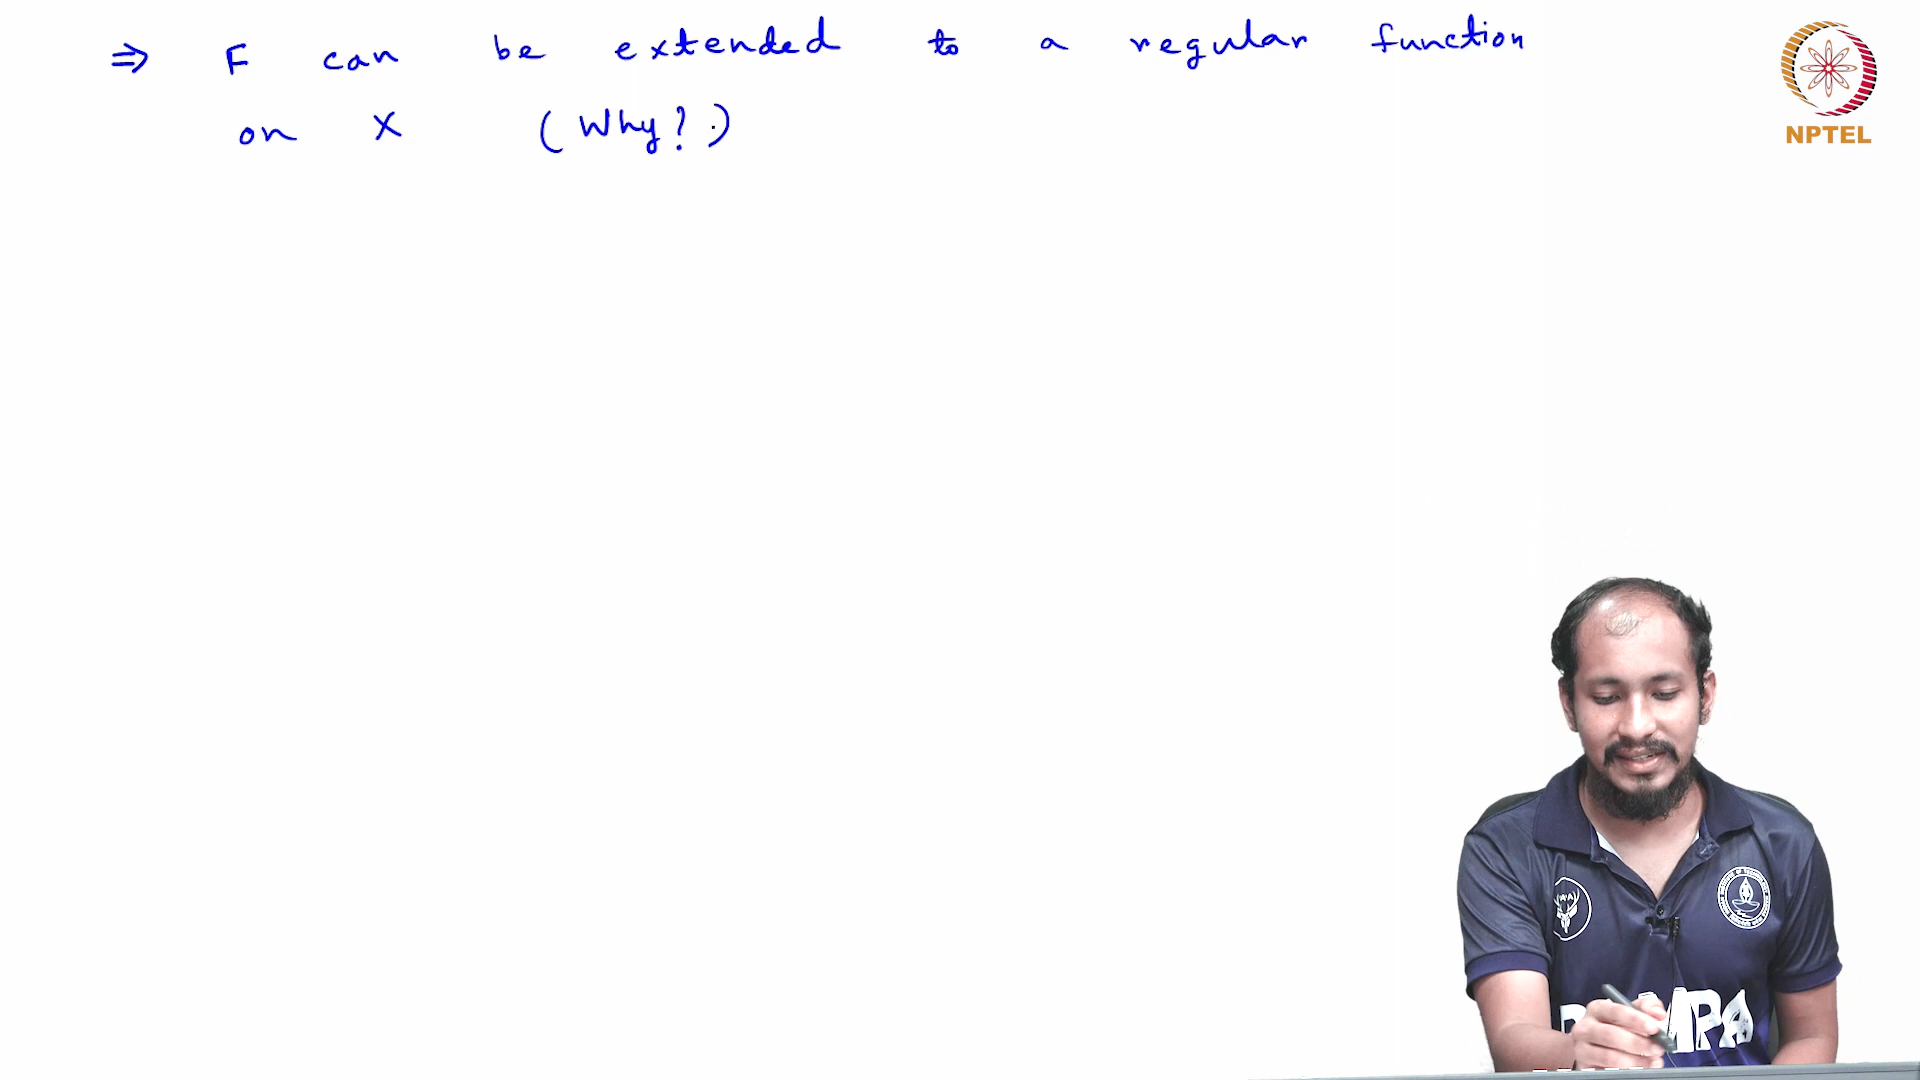 ⇒ F can be extended to a regular function
on X (Why?)
NPTEL